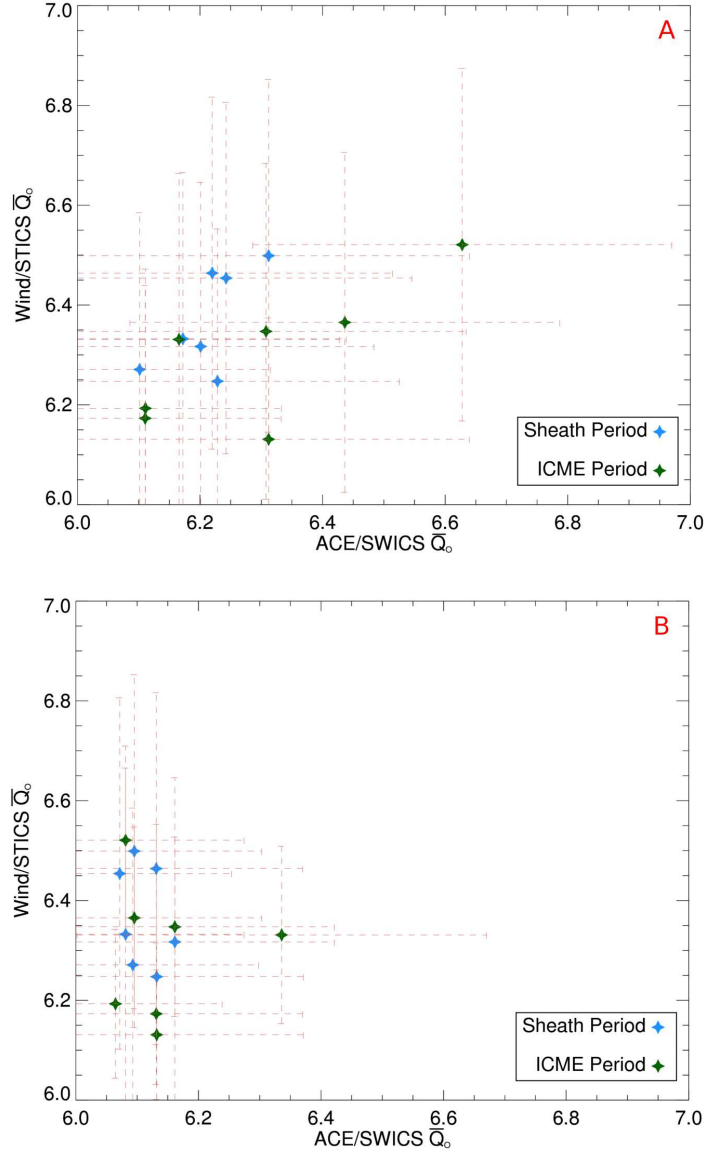 7.0
A
6.8
6.6
Wind/STICS Q̅ₒ
6.4
6.2
Sheath Period
ICME Period
6.0
6.0 6.2 6.4 6.6 6.8 7.0
ACE/SWICS Q̅ₒ
7.0
B
6.8
6.6
Wind/STICS Q̅ₒ
6.4
6.2
Sheath Period
ICME Period
6.0
6.0 6.2 6.4 6.6 6.8 7.0
ACE/SWICS Q̅ₒ